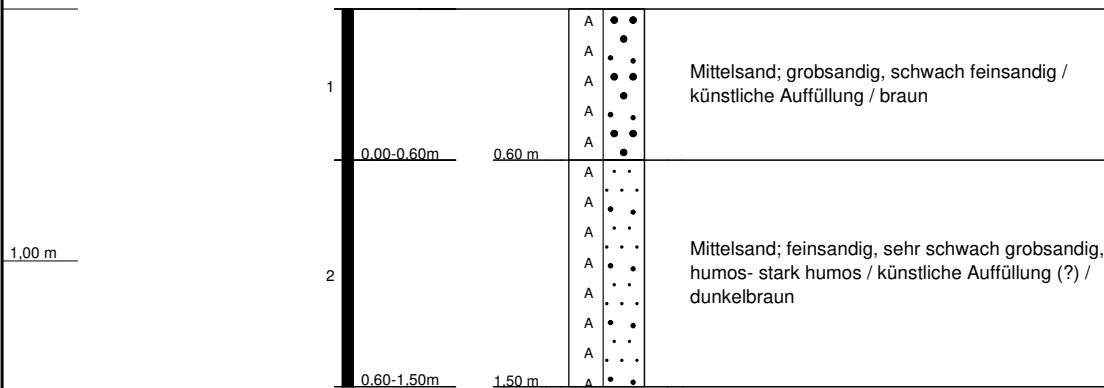 A
A
1
A
A
A
Mittelsand; grobsandig, schwach feinsandig /
künstliche Auffüllung / braun
0.00-0.60m
0.60 m
A
A
A
1,00 m
2
A
A
A
A
A
Mittelsand; feinsandig, sehr schwach grobsandig,
humos- stark humos / künstliche Auffüllung (?) /
dunkelbraun
0.60-1,50m
1,50 m